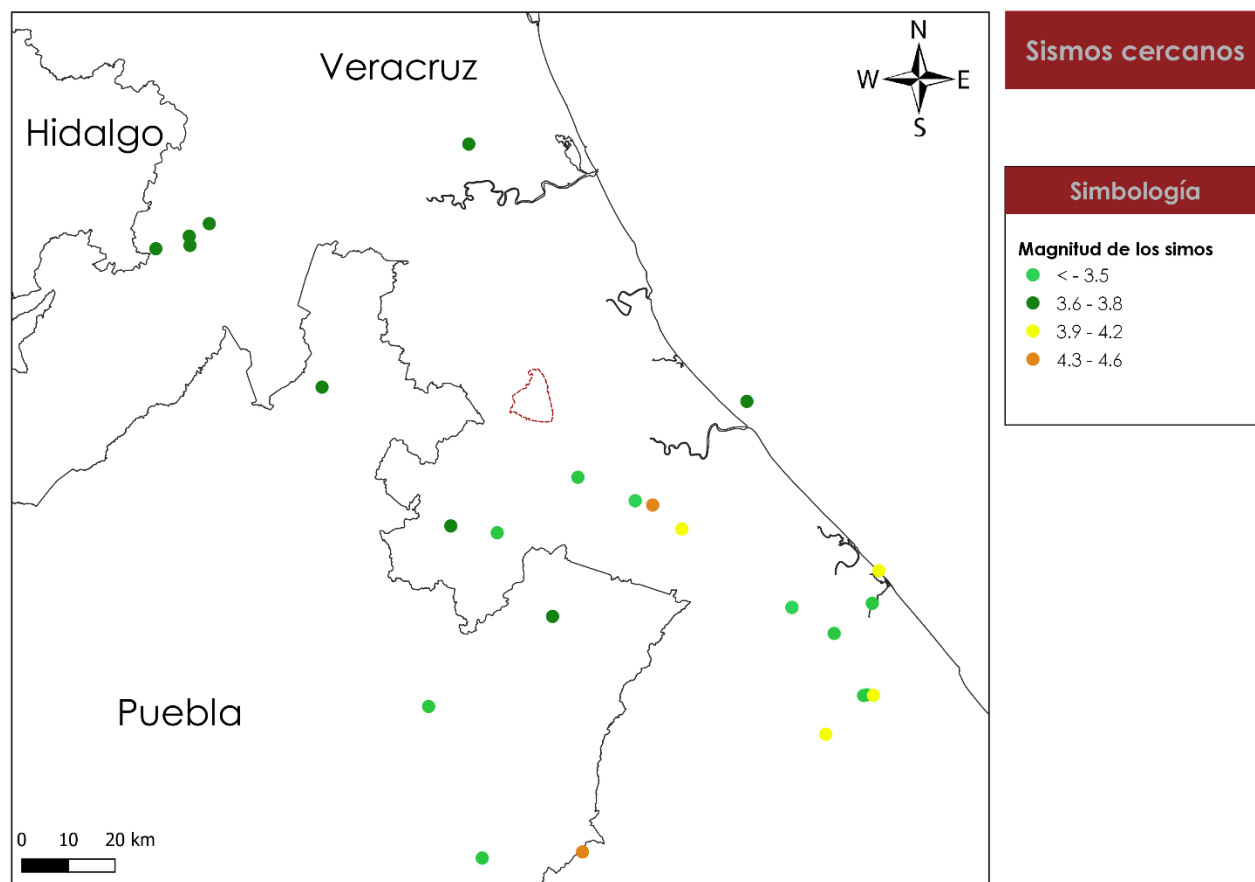 Veracruz
Hidalgo
Puebla
N
W E
S
0 10 20 km
Sismos cercanos
Simbología
Magnitud de los simos
< - 3.5
3.6 - 3.8
3.9 - 4.2
4.3 - 4.6